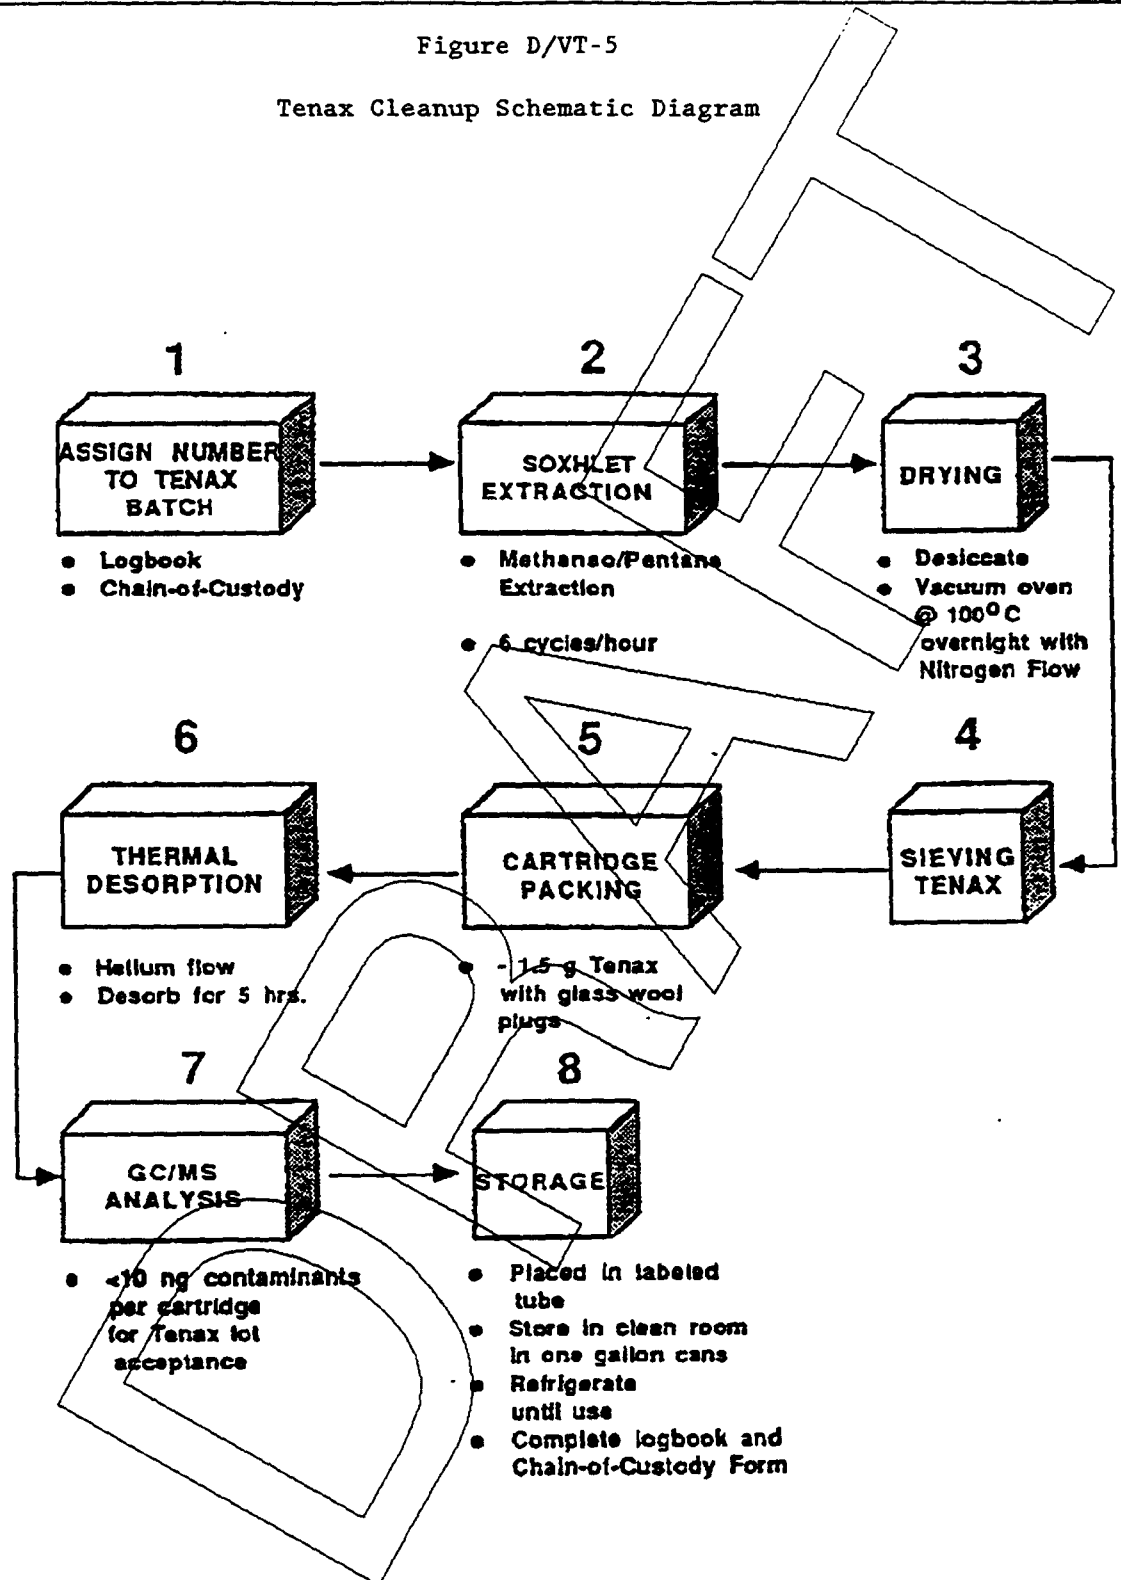 Figure D/VT-5
Tenax Cleanup Schematic Diagram
1
ASSIGN NUMBER
TO TENAX
BATCH
• Logbook
• Chain-of-Custody
2
SOXHLET
EXTRACTION
• Methanso/Pentane
Extraction
• 6 cycles/hour
3
DRYING
• Desiccate
• Vacuum oven
@ 100°C
overnight with
Nitrogen Flow
4
SIEVING
TENAX
5
CARTRIDGE
PACKING
• - 1.5 g Tenax
with glass wool
plugs
6
THERMAL
DESORPTION
• Helium flow
• Desorb for 5 hrs.
7
GC/MS
ANALYSIS
• <10 ng contaminants
per cartridge
for Tenax lot
acceptance
8
STORAGE
• Placed in labeled
tube
• Store in clean room
in one gallon cans
• Refrigerate
until use
• Complete logbook and
Chain-of-Custody Form
DRAFT